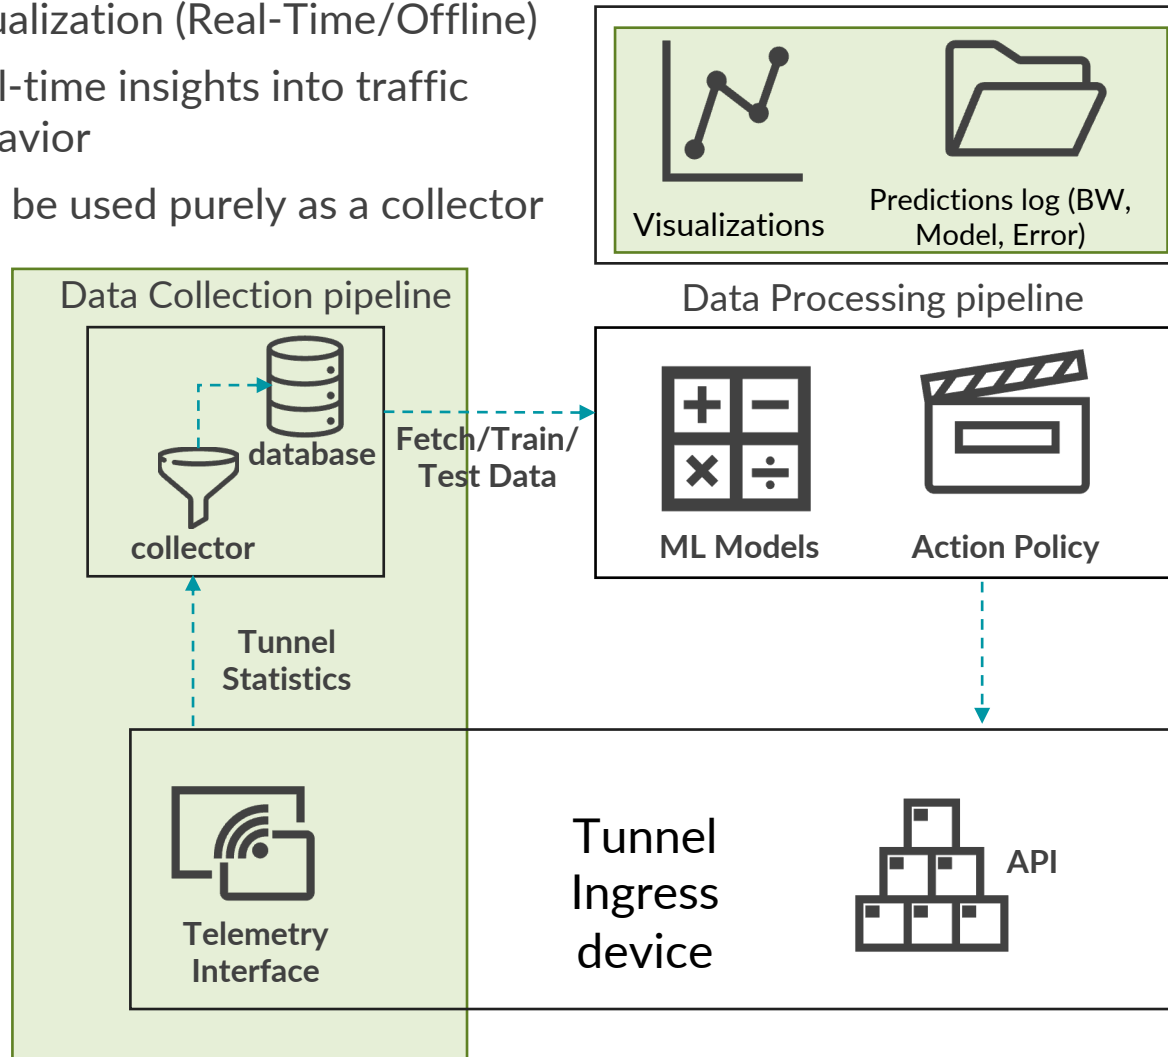 ualization (Real-Time/Offline)
l-time insights into traffic
avior
be used purely as a collector
Visualizations
Predictions log (BW,
Model, Error)
Data Collection pipeline
Data Processing pipeline
database
collector
Fetch/Train/
Test Data
ML Models
Action Policy
Tunnel
Statistics
Telemetry
Interface
Tunnel
Ingress
device
API